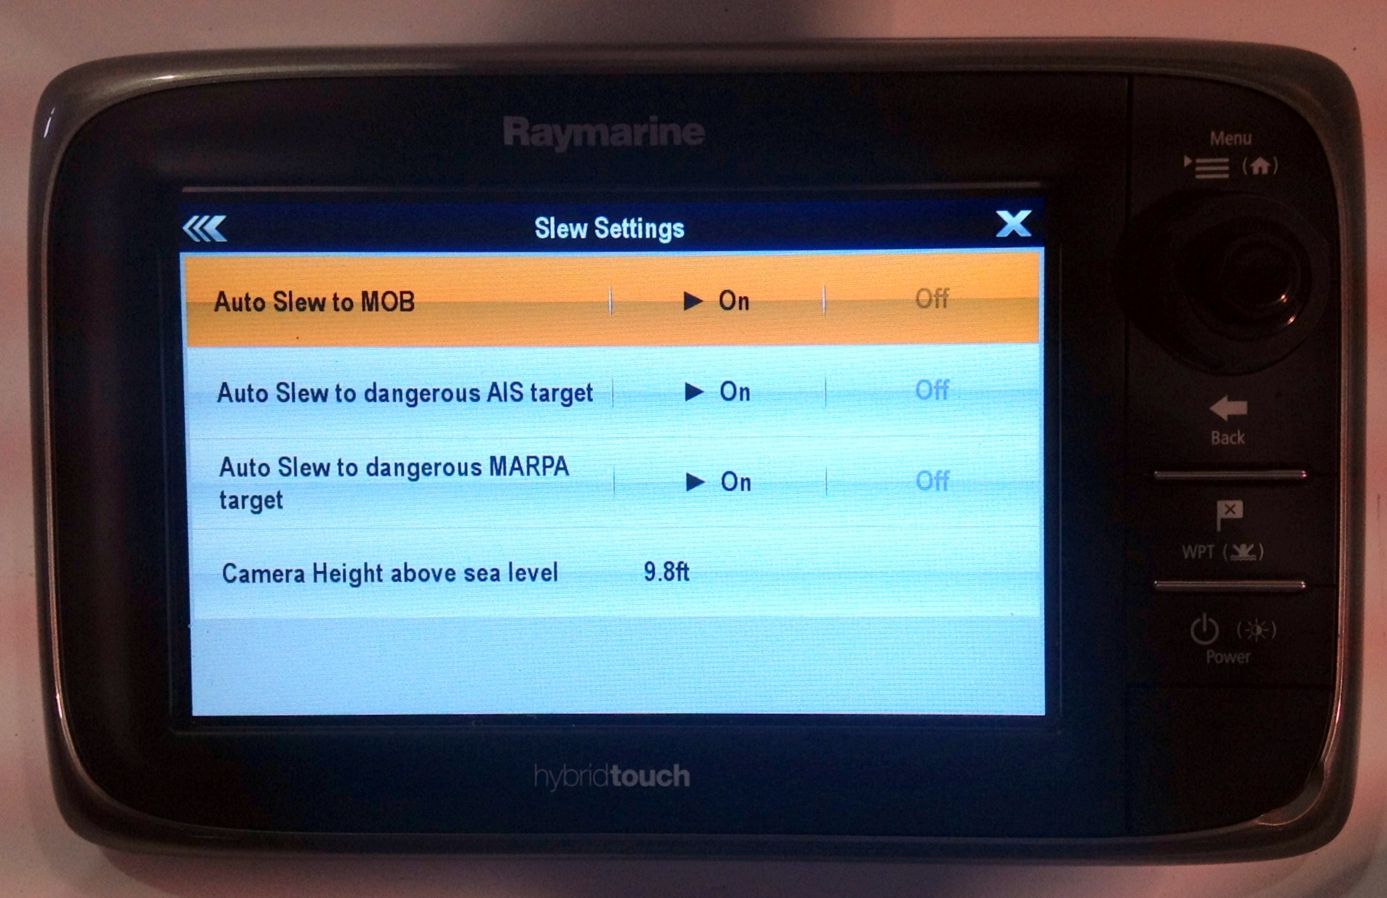 Raymarine
Menu
Slew Settings
Auto Slew to MOB On Off
Auto Slew to dangerous AIS target On Off
Auto Slew to dangerous MARPA
target On Off
Camera Height above sea level 9.8ft
Back
WPT
Power
hybridtouch